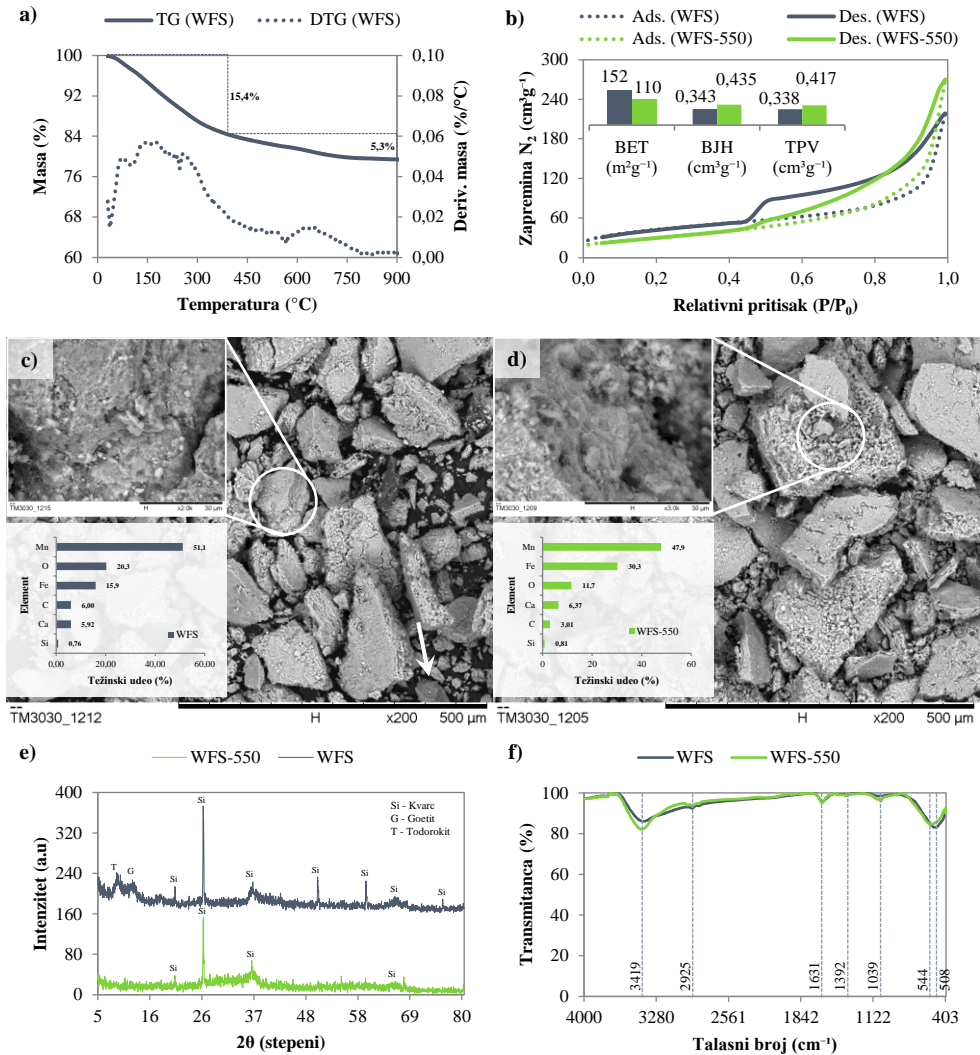 a)
TG (WFS)
DTG (WFS)
100
92
84
76
68
60
Masa (%)
15,4%
5,3%
0,10
0,08
0,06
0,04
0,02
0,00
Deriv. masa (%/°C)
0
150
300
450
600
750
900
Temperatura (°C)
b)
Ads. (WFS)
Des. (WFS)
Ads. (WFS-550)
Des. (WFS-550)
300
240
180
120
60
0
Zapremina N₂ (cm³g⁻¹)
152
110
0,343
0,435
0,338
0,417
BET
(m²g⁻¹)
BJH
(cm³g⁻¹)
TPV
(cm³g⁻¹)
0,0
0,2
0,4
0,6
0,8
1,0
Relativni pritisak (P/P₀)
c)
TM3030_1215
H
x2.0k
30 µm
Element
Mn
51,1
O
20,3
Fe
15,9
C
6,00
Ca
5,92
Si
0,76
WFS
0,00
20,00
40,00
60,00
Težinski udeo (%)
TM3030_1212
H
x200
500 µm
d)
TM3030_1209
H
x3.0k
30 µm
Element
Mn
47,9
Fe
30,3
O
11,7
Ca
6,37
C
3,01
Si
0,81
WFS-550
0
20
40
60
Težinski udeo (%)
TM3030_1205
H
x200
500 µm
e)
WFS-550
WFS
400
320
240
160
80
0
Intenzitet (a.u)
Si - Kvarc
G - Goetit
T - Todorokit
T
G
Si
Si
Si
Si
Si
Si
Si
Si
Si
Si
Si
5
16
26
37
48
58
69
80
2θ (stepeni)
f)
WFS
WFS-550
100%
80%
60%
40%
20%
0%
Transmitanca (%)
3419
2925
1631
1392
1039
544
508
4000
3280
2561
1842
1122
403
Talasni broj (cm⁻¹)